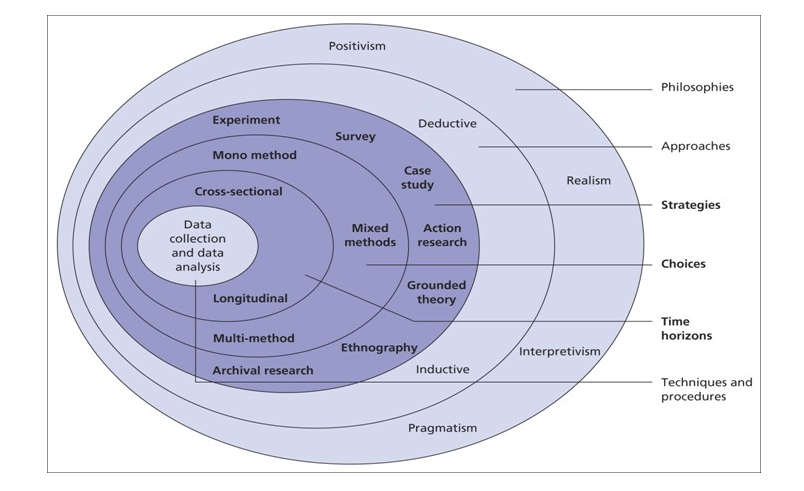 Positivism
Philosophies
Experiment
Deductive
Survey
Approaches
Mono method
Case
study
Realism
Cross-sectional
Strategies
Data
collection
and data
analysis
Mixed
methods
Action
research
Choices
Grounded
theory
Longitudinal
Time
horizons
Multi-method
Ethnography
Interpretivism
Archival research
Inductive
Techniques and
procedures
Pragmatism